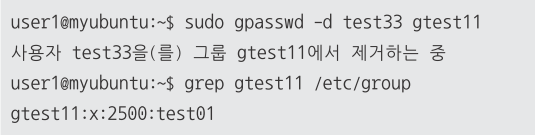 user1@myubuntu:~$ sudo gpasswd –d test33 gtest11
사용자 test33을(를) 그룹 gtest11에서 제거하는 중
user1@myubuntu:~$ grep gtest11 /etc/group
gtest11:x:2500:test01